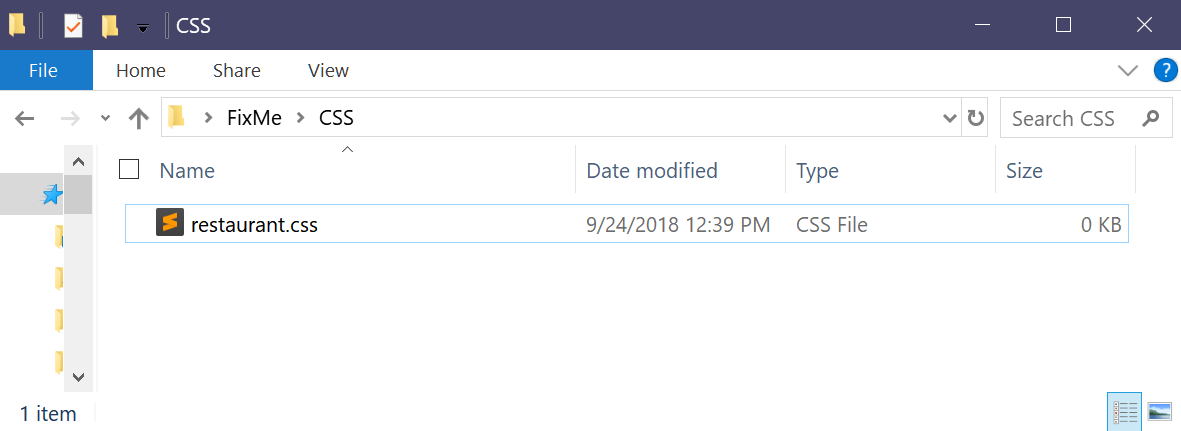 CSS
File Home Share View ?
FixMe CSS Search CSS
Name Date modified Type Size
restaurant.css 9/24/2018 12:39 PM CSS File 0 KB
1 item